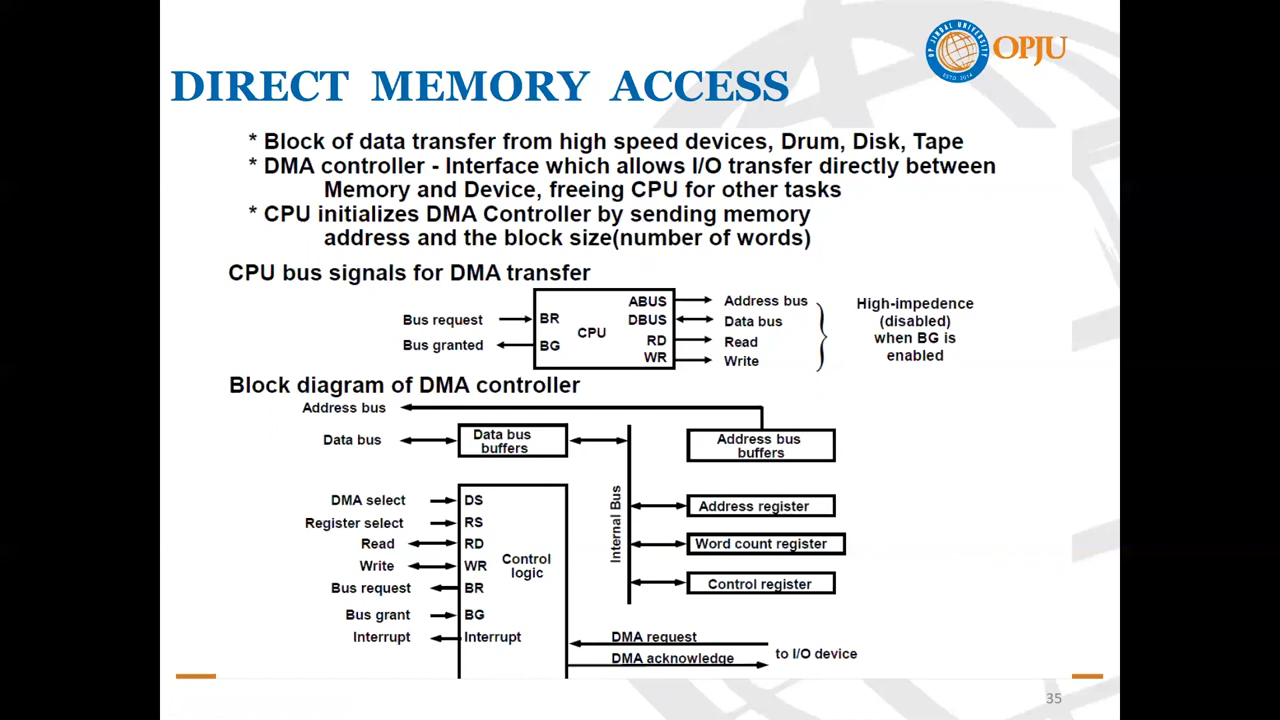 OP JINDAL UNIVERSITY
ESTD. 2014
OPJU
DIRECT MEMORY ACCESS
* Block of data transfer from high speed devices, Drum, Disk, Tape
* DMA controller - Interface which allows I/O transfer directly between
Memory and Device, freeing CPU for other tasks
* CPU initializes DMA Controller by sending memory
address and the block size(number of words)
CPU bus signals for DMA transfer
Bus request
Bus granted
BR
BG
CPU
ABUS
DBUS
RD
WR
Address bus
Data bus
Read
Write
High-impedence
(disabled)
when BG is
enabled
Block diagram of DMA controller
Address bus
Data bus
Data bus
buffers
Address bus
buffers
Internal Bus
Address register
Word count register
Control register
DMA select
Register select
Read
Write
Bus request
Bus grant
Interrupt
DS
RS
RD
WR
BR
BG
Interrupt
Control
logic
DMA request
DMA acknowledge
to I/O device
35